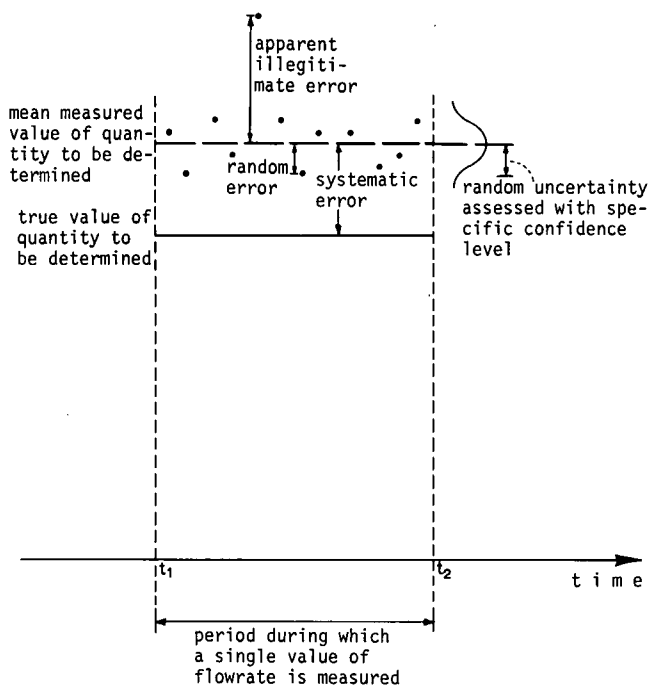 apparent
illegiti-
mate error
mean measured
value of quan-
tity to be de-
termined
random
error
systematic
error
random uncertainty
assessed with spe-
cific confidence
level
true value of
quantity to
be determined
t1
t2
time
period during which
a single value of
flowrate is measured